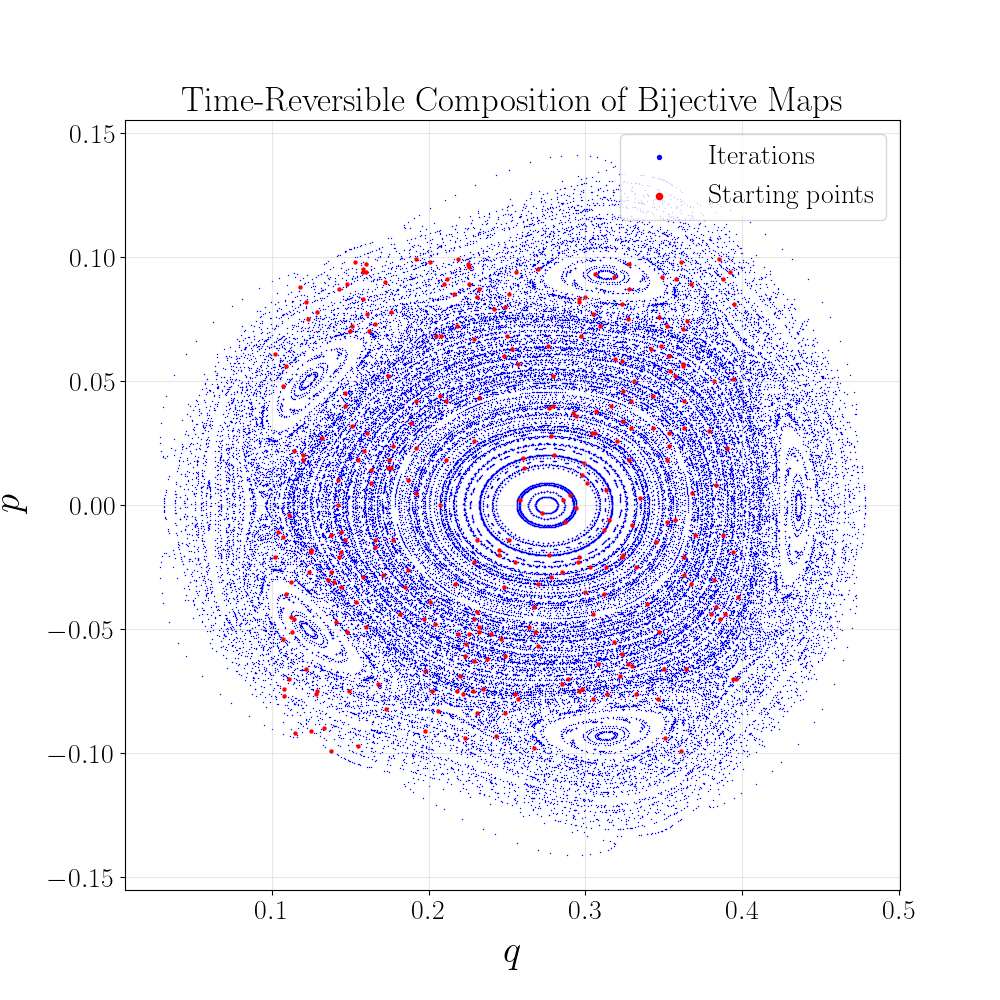 Time-Reversible Composition of Bijective Maps
Iterations
Starting points
0.15
0.10
0.05
0.00
−0.05
−0.10
−0.15
p
0.1 0.2 0.3 0.4 0.5
q